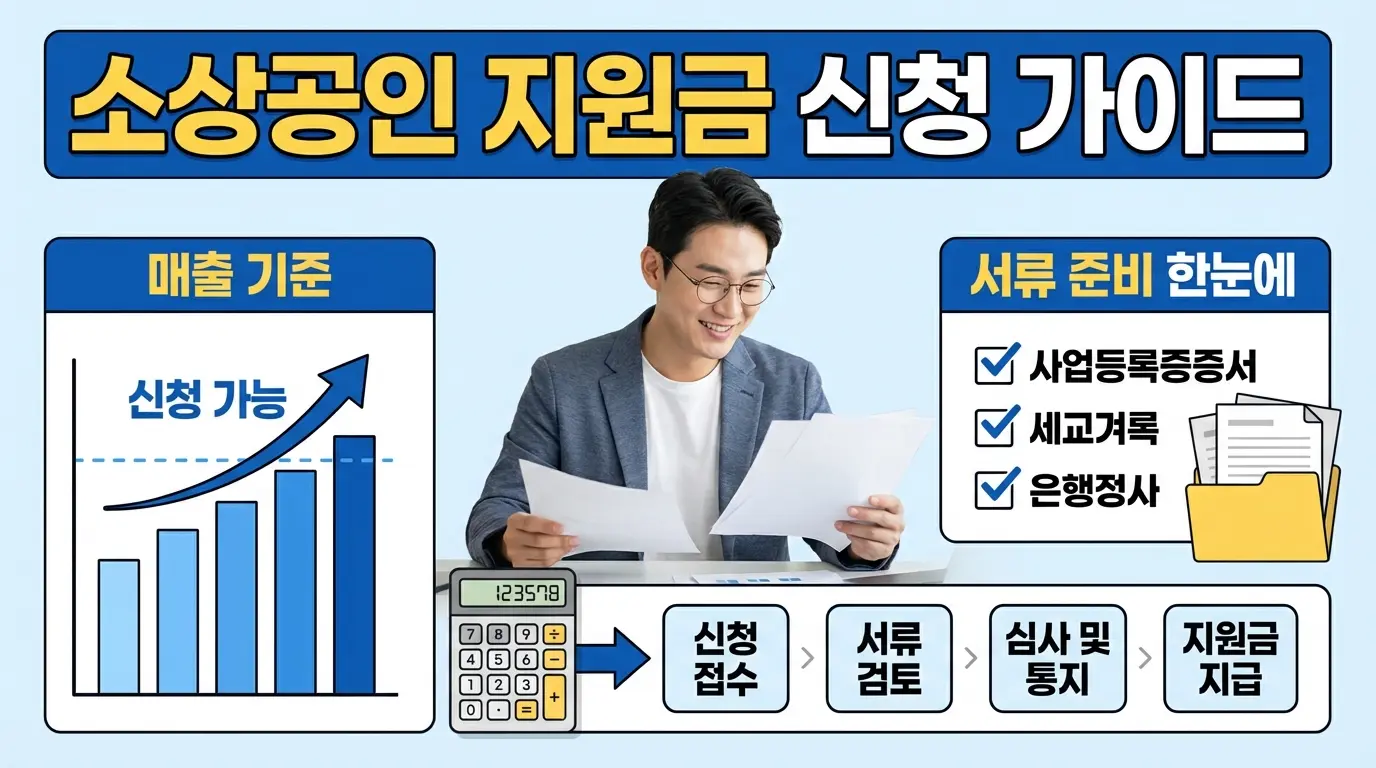 소상공인 지원금 신청 가이드
매출 기준
신청 가능
서류 준비 한눈에
사업등록증증서
세교겨록
은행정사
123578
7 8 9 ÷
4 5 6 −
1 2 3 +
0 · =
신청
접수
서류
검토
심사 및
통지
지원금
지급